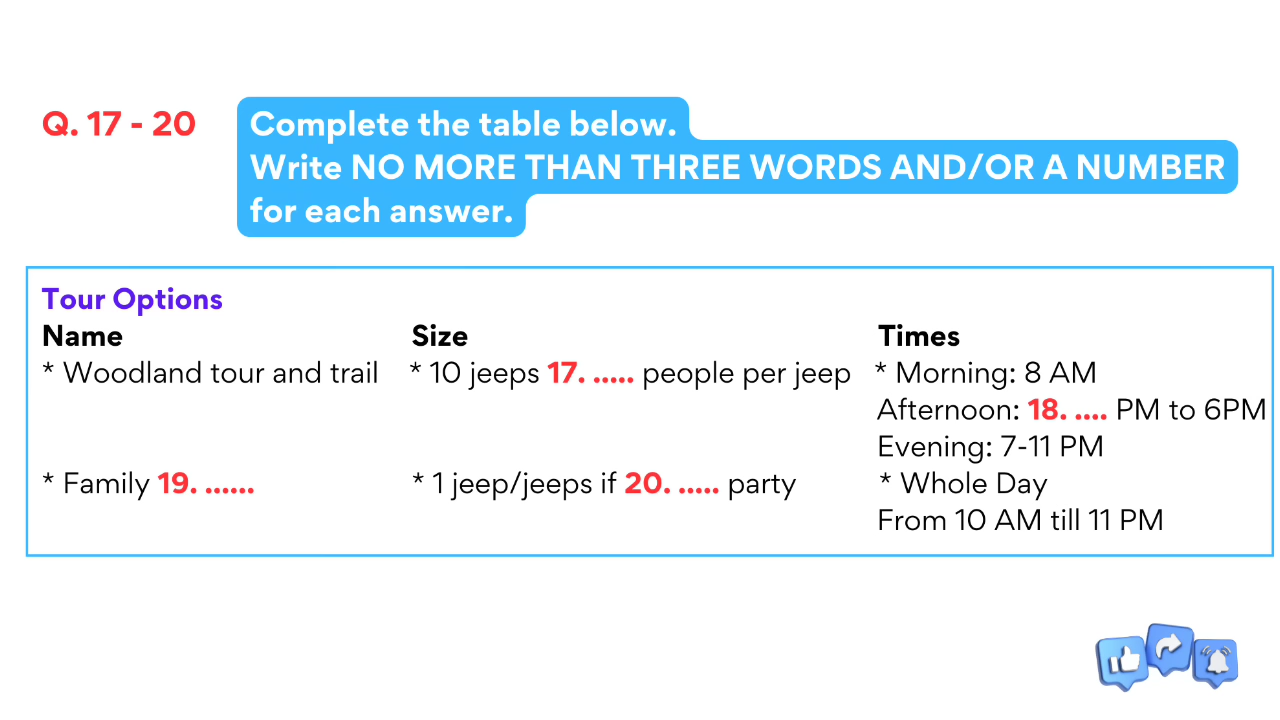 Q. 17 - 20
Complete the table below.
Write NO MORE THAN THREE WORDS AND/OR A NUMBER
for each answer.
Tour Options
Name Size Times
* Woodland tour and trail * 10 jeeps 17. ..... people per jeep * Morning: 8 AM
Afternoon: 18. .... PM to 6PM
Evening: 7-11 PM
* Family 19. ...... * 1 jeep/jeeps if 20. ..... party * Whole Day
From 10 AM till 11 PM